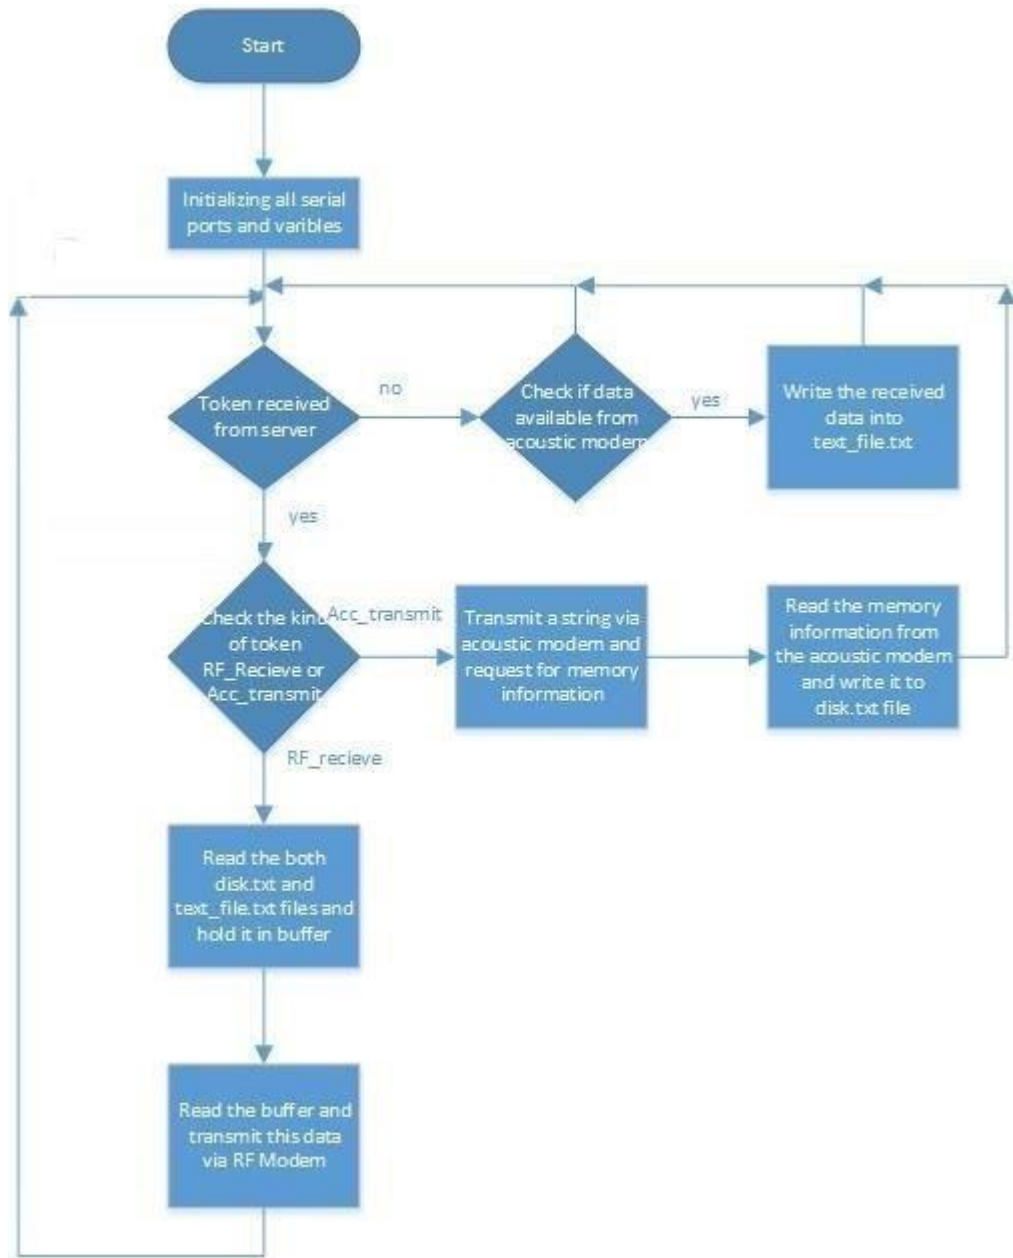 Start
Initializing all serial
ports and varibles
Token received
from server
no
Check if data
available from
acoustic modem
yes
Write the received
data into
text_file.txt
yes
Check the kind
of token
RF_Recieve or
Acc_transmit
Acc_transmit
Transmit a string via
acoustic modem and
request for memory
information
Read the memory
information from
the acoustic modem
and write it to
disk.txt file
RF_recieve
Read the both
disk.txt and
text_file.txt files and
hold it in buffer
Read the buffer and
transmit this data
via RF Modem